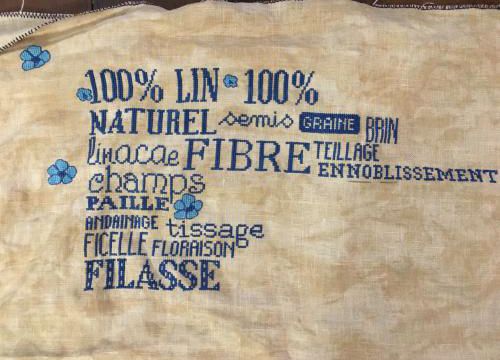 100% LIN 100%
NATUREL semis GRAINE BRIN
linacae FIBRE TEILLAGE
ENNOBLISSEMENT
champs
PAILLE
ANDAINAGE tissage
FICELLE FLORAISON
FILASSE